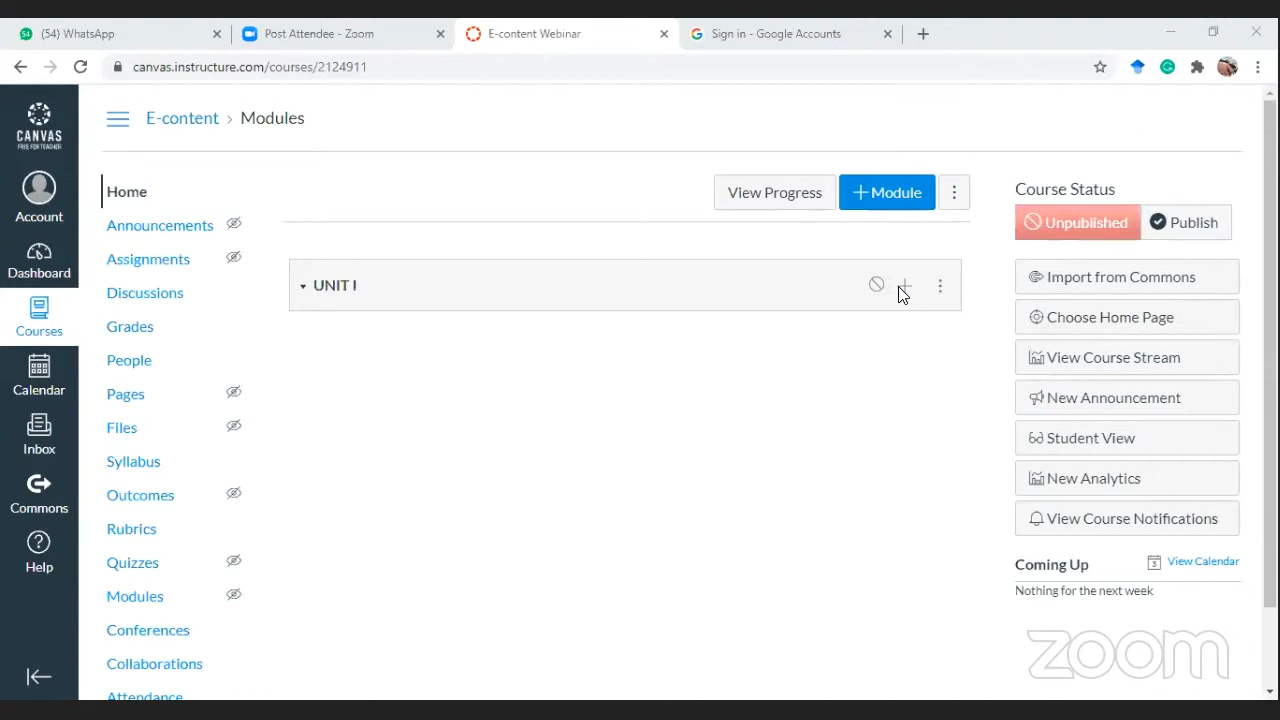 (54) WhatsApp
Post Attendee - Zoom
E-content Webinar
Sign in - Google Accounts
canvas.instructure.com/courses/2124911
CANVAS
FREE FOR TEACHER
Account
Dashboard
Courses
Calendar
Inbox
Commons
Help
E-content › Modules
Home
Announcements
Assignments
Discussions
Grades
People
Pages
Files
Syllabus
Outcomes
Rubrics
Quizzes
Modules
Conferences
Collaborations
Attendance
View Progress
+ Module
UNIT I
Course Status
Unpublished
Publish
Import from Commons
Choose Home Page
View Course Stream
New Announcement
Student View
New Analytics
View Course Notifications
Coming Up
3 View Calendar
Nothing for the next week
zoom